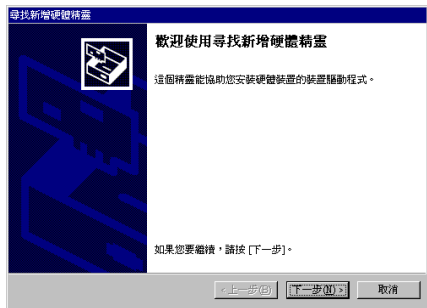 尋找新增硬體精靈
歡迎使用尋找新增硬體精靈
這個精靈能協助您安裝硬體裝置的裝置驅動程式。
如果您要繼續，請按 [下一步]。
<上一步(B)
下一步(N) >
取消